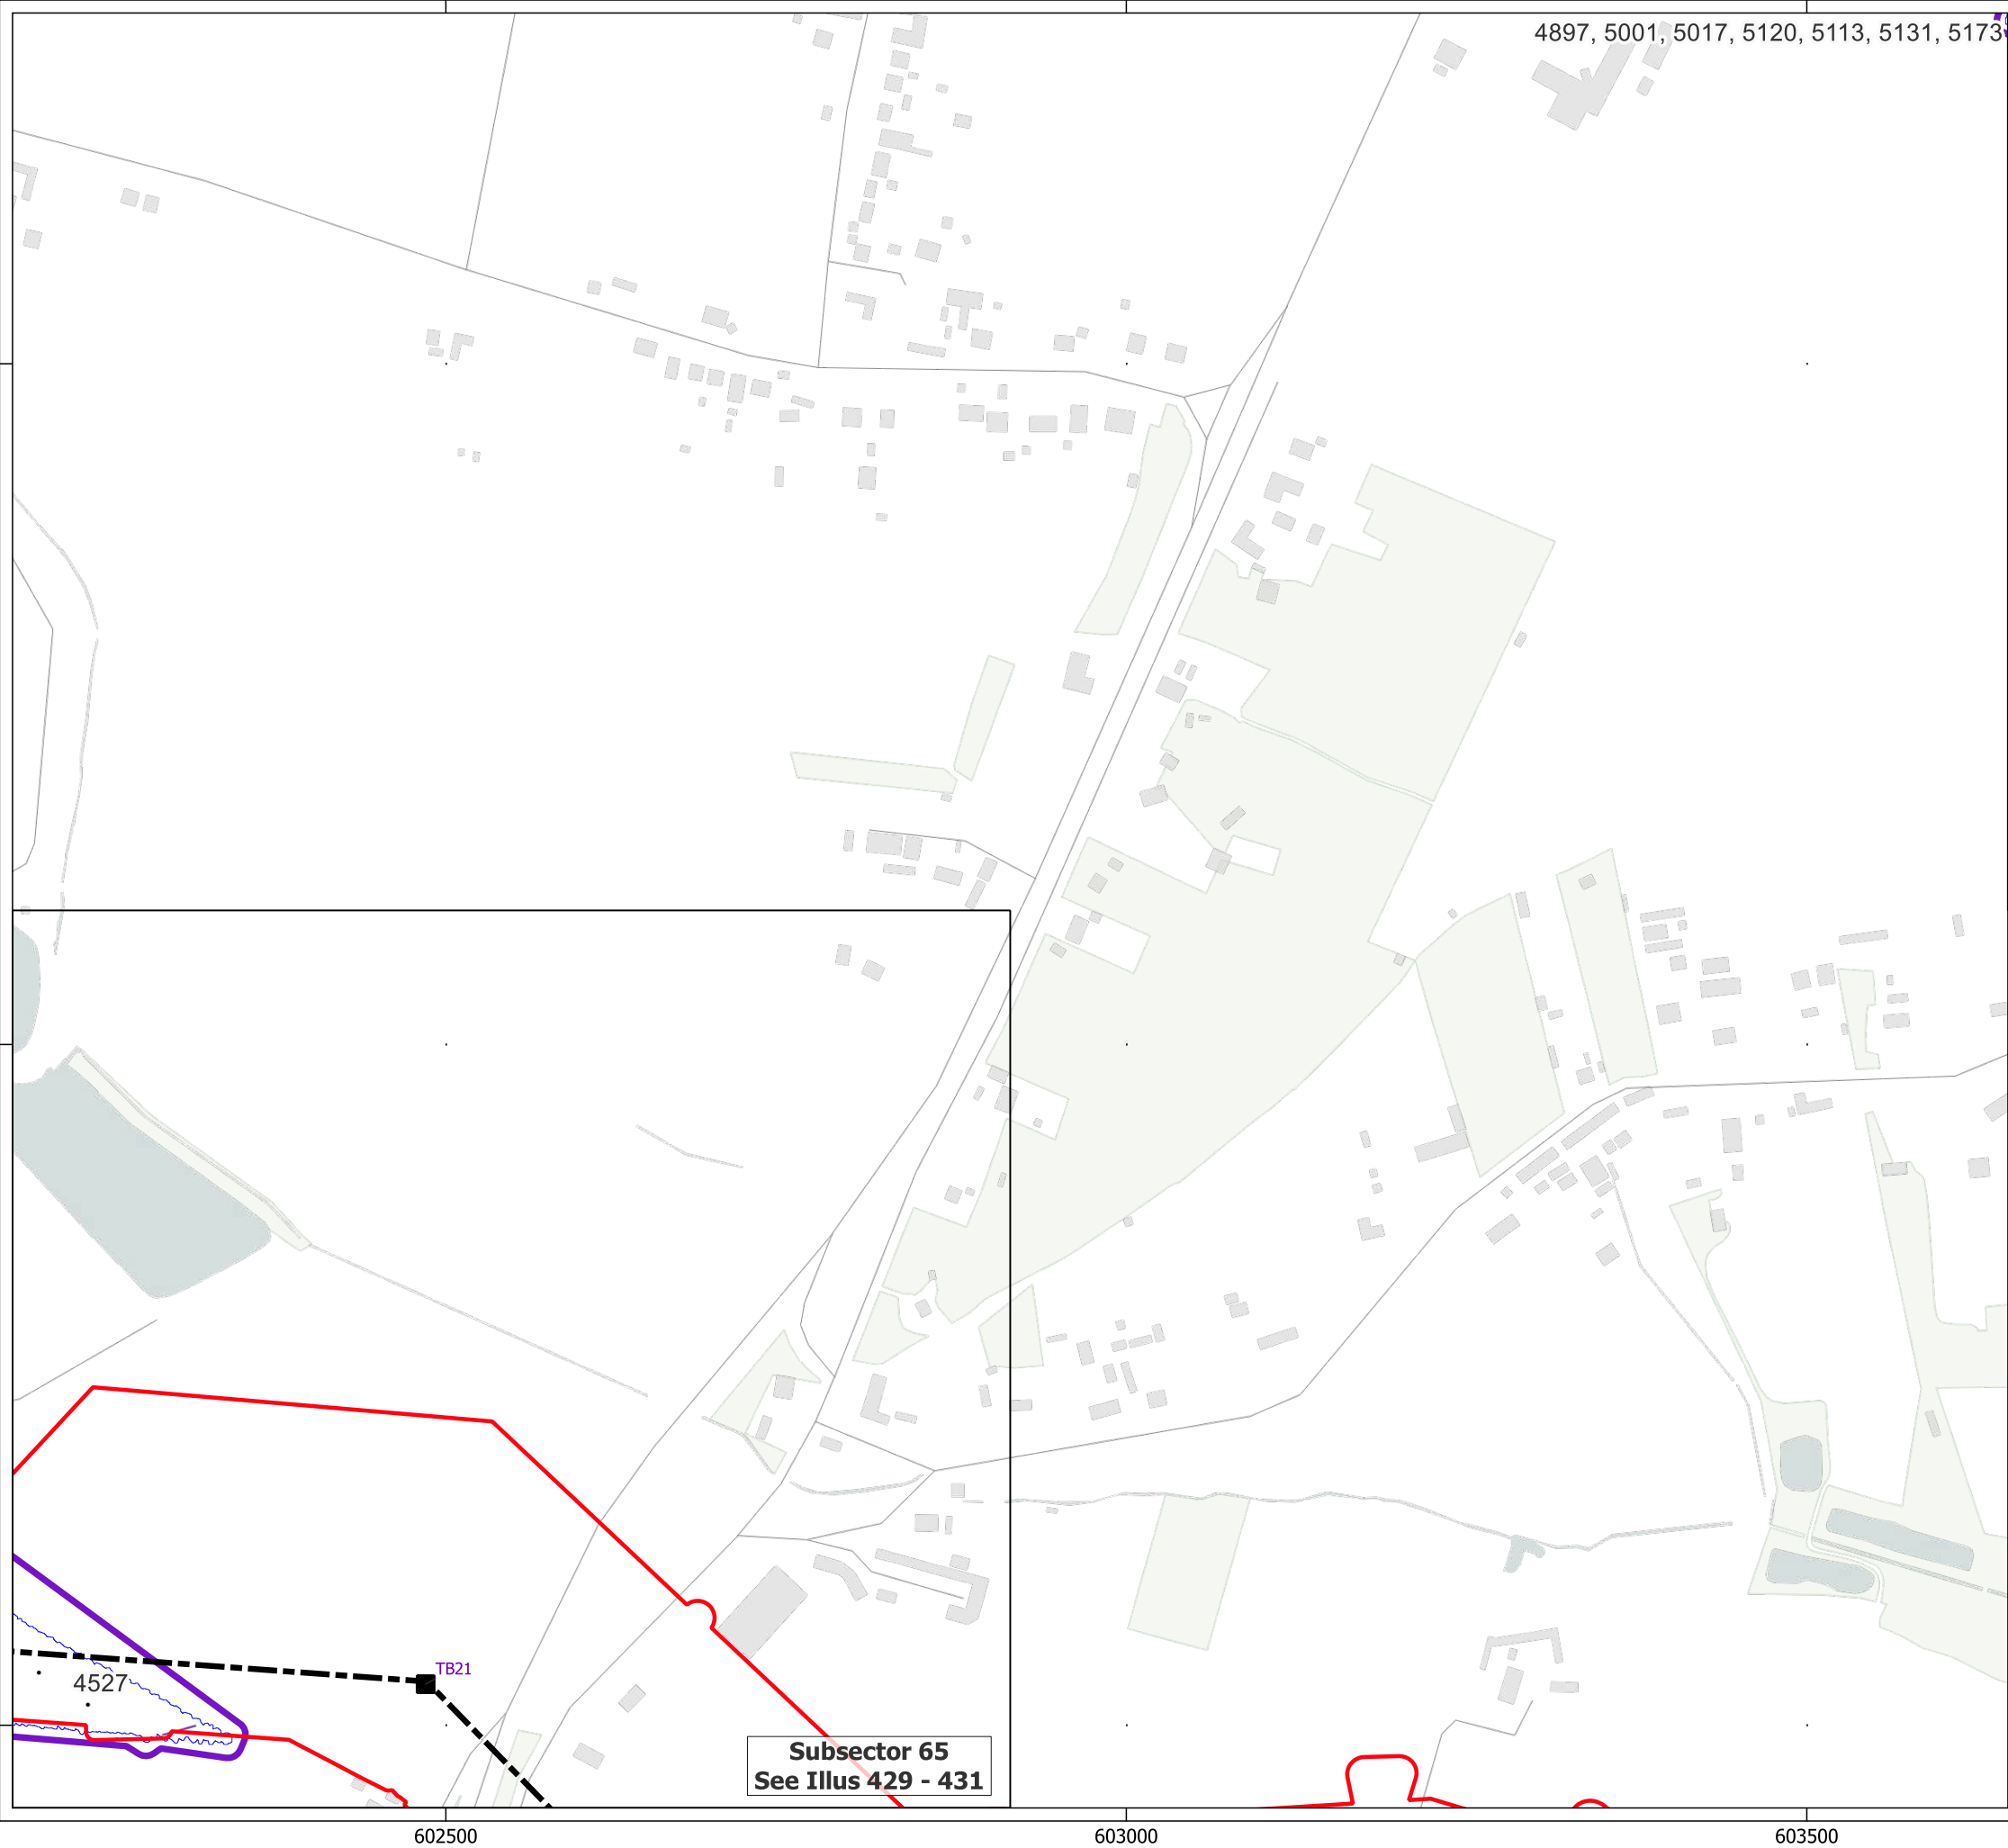 4897, 5001, 5017, 5120, 5113, 5131, 5173
TB21
4527
Subsector 65
See Illus 429 - 431
602500
603000
603500